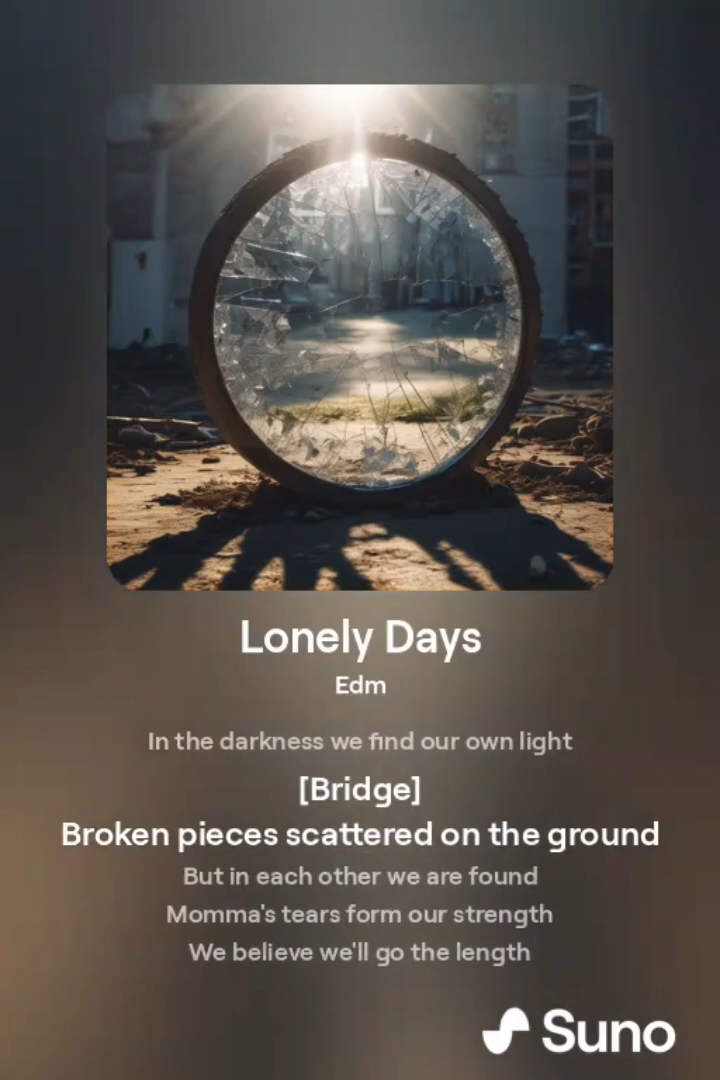 Lonely Days
Edm
In the darkness we find our own light
[Bridge]
Broken pieces scattered on the ground
But in each other we are found
Momma's tears form our strength
We believe we'll go the length
Suno